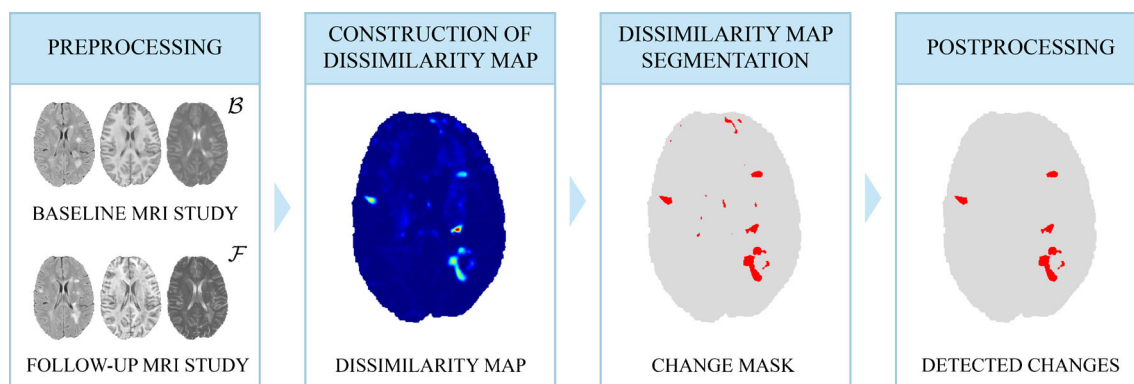 PREPROCESSING
ℬ
BASELINE MRI STUDY
ℱ
FOLLOW-UP MRI STUDY
CONSTRUCTION OF
DISSIMILARITY MAP
DISSIMILARITY MAP
DISSIMILARITY MAP
SEGMENTATION
CHANGE MASK
POSTPROCESSING
DETECTED CHANGES